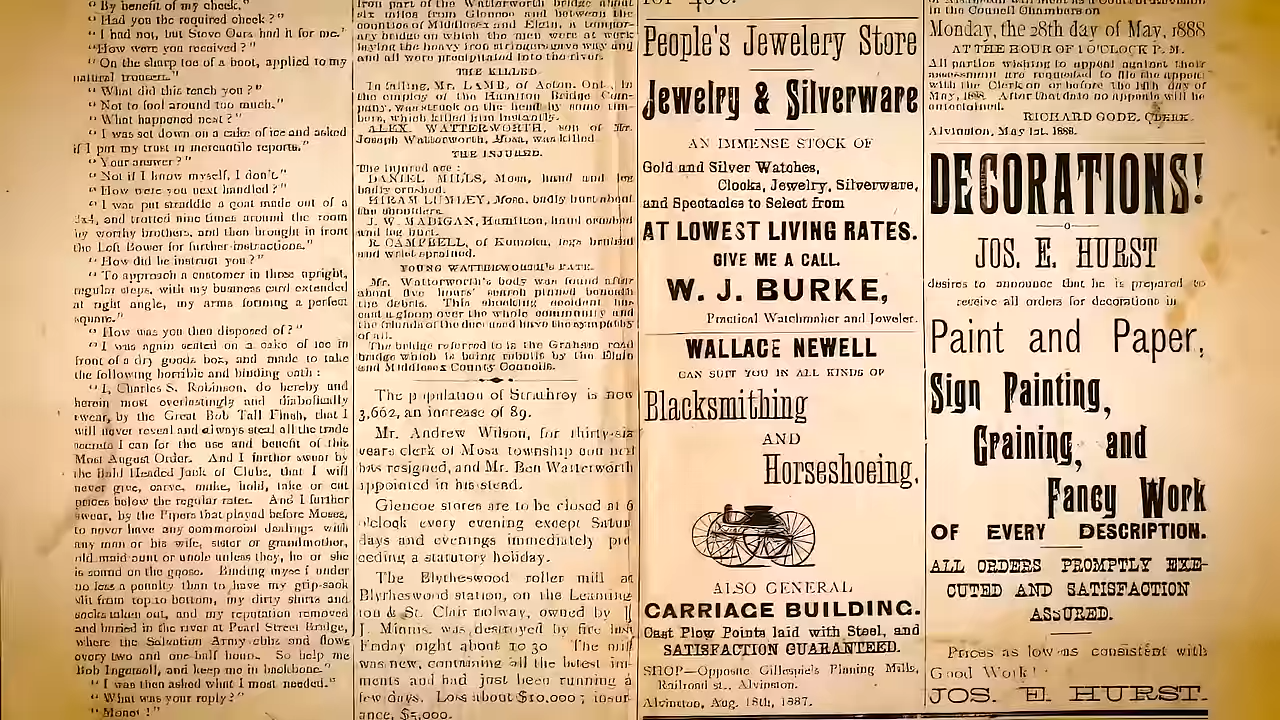 " By benefit of my cheek."
" Had you the required cheek ? "
" I had not, but Steve Oura had it for me."
" How were you received ? "
" On the sharp toe of a boot, applied to my
natural trousers."
" What did this teach you ? "
" Not to fool around too much."
" What happened next ? "
" I was set down on a cake of ice and asked
if I put my trust in mercantile reports."
" Your answer ? "
" Not if I know myself, I don't."
" How were you next handled ? "
" I was put straddle a goat made out of a
2x4, and trotted nine times around the room
by worthy brothers, and then brought in front
the Left Bower for further instructions."
" How did he instruct you ? "
" To approach a customer in three upright,
regular steps, with my business card extended
at right angle, my arms forming a perfect
square."
" How was you then disposed of ? "
" I was again seated on a cake of ice in
front of a dry goods box, and made to take
the following horrible and binding oath :
" I, Charles S. Robinson, do hereby and
herein most everlastingly and diabolically
swear, by the Great Bob Tall Flush, that I
will never reveal and always steal all the trade
secrets I can for the use and benefit of this
Most August Order. And I further swear by
the Bald Headed Jack of Clubs, that I will
never give, carve, make, hold, take or cut
prices below the regular rates. And I further
swear, by the Pipers that played before Moses,
to never have any commercial dealings with
any man or his wife, sister or grandmother,
old maid aunt or uncle unless they, he or she
is sound on the goose. Binding myself under
no less a penalty than to have my grip-sack
slit from top to bottom, my dirty shirts and
socks taken out, and my reputation removed
and buried in the river at Pearl Street Bridge,
where the Salvation Army ebbs and flows
every two and one-half hours. So help me
Bob Ingersoll, and keep me in backbone."
" I was then asked what I most needed."
" What was your reply ? "
" Money ! "
iron part of the Watterworth bridge about
six miles from Glencoe and between the
counties of Middlesex and Elgin, a tempor-
ary bridge on which the men were at work
laying the heavy iron stringers gave way and
and all were precipitated into the river.
THE KILLED.
In falling, Mr. LAMB, of Acton, Ont., in
the employ of the Hamilton Bridge Com-
pany, was struck on the head by some tim-
bers, which killed him instantly.
ALEX. WATTERWORTH, son of Mr.
Joseph Watterworth, Mosa, was killed
THE INJURED.
The injured are :
DANIEL MILLS, Mosa, hand and leg
badly crushed.
HIRAM LUMLEY, Mosa, badly hurt about
the shoulders.
J. W. MADIGAN, Hamilton, hand crushed
and leg hurt.
R. CAMPBELL, of Komoka, legs bruised
and wrist sprained.
YOUNG WATTERWORTH'S FATE.
Mr. Watterworth's body was found after
about five hours' search pinned beneath
the debris. This shocking accident has
cast a gloom over the whole community and
the friends of the deceased have the sympathy
of all.
The bridge referred to is the Graham road
bridge which is being rebuilt by the Elgin
and Middlesex County Councils.
The population of Strathroy is now
3,662, an increase of 89.
Mr. Andrew Wilson, for thirty-six
years clerk of Mosa township council
has resigned, and Mr. Ben Watterworth
appointed in his stead.
Glencoe stores are to be closed at 6
o'clock every evening except Satur
days and evenings immediately pre
ceding a statutory holiday.
The Blytheswood roller mill at
Blytheswood station, on the Leaming
ton & St. Clair railway, owned by
J. Minnis, was destroyed by fire last
Friday night about 10 30 The mill
was new, containing all the latest im-
ments and had just been running a
few days. Loss about $10,000 ; insur
ance, $5,000.
for 40c.
People's Jewelery Store
Jewelry & Silverware
AN IMMENSE STOCK OF
Gold and Silver Watches,
Clocks, Jewelry, Silverware,
and Spectacles to Select from
AT LOWEST LIVING RATES.
GIVE ME A CALL.
W. J. BURKE,
Practical Watchmaker and Jeweler.
WALLACE NEWELL
CAN SUIT YOU IN ALL KINDS OF
Blacksmithing
AND
Horseshoeing.
ALSO GENERAL
CARRIAGE BUILDING.
Cast Plow Points laid with Steel, and
SATISFACTION GUARANTEED.
SHOP—Opposite Gillespie's Planing Mills,
Railroad st., Alvinston.
Alvinston, Aug. 18th, 1887.
in the Council Chambers on
Monday, the 28th day of May, 1888
AT THE HOUR OF 1 O'CLOCK P. M.
All parties wishing to appeal against their
assessment are requested to file the appeal
with the Clerk on or before the 14th day of
May, 1888. After that date no appeals will be
entertained.
RICHARD CODE, CLERK.
Alvinston, May 1st, 1888.
DECORATIONS!
JOS. E. HURST
desires to announce that he is prepared to
receive all orders for decorations in
Paint and Paper,
Sign Painting,
Graining, and
Fancy Work
OF EVERY DESCRIPTION.
ALL ORDERS PROMPTLY EXE-
CUTED AND SATISFACTION
ASSURED.
Prices as low as consistent with
Good Work !
JOS. E. HURST.